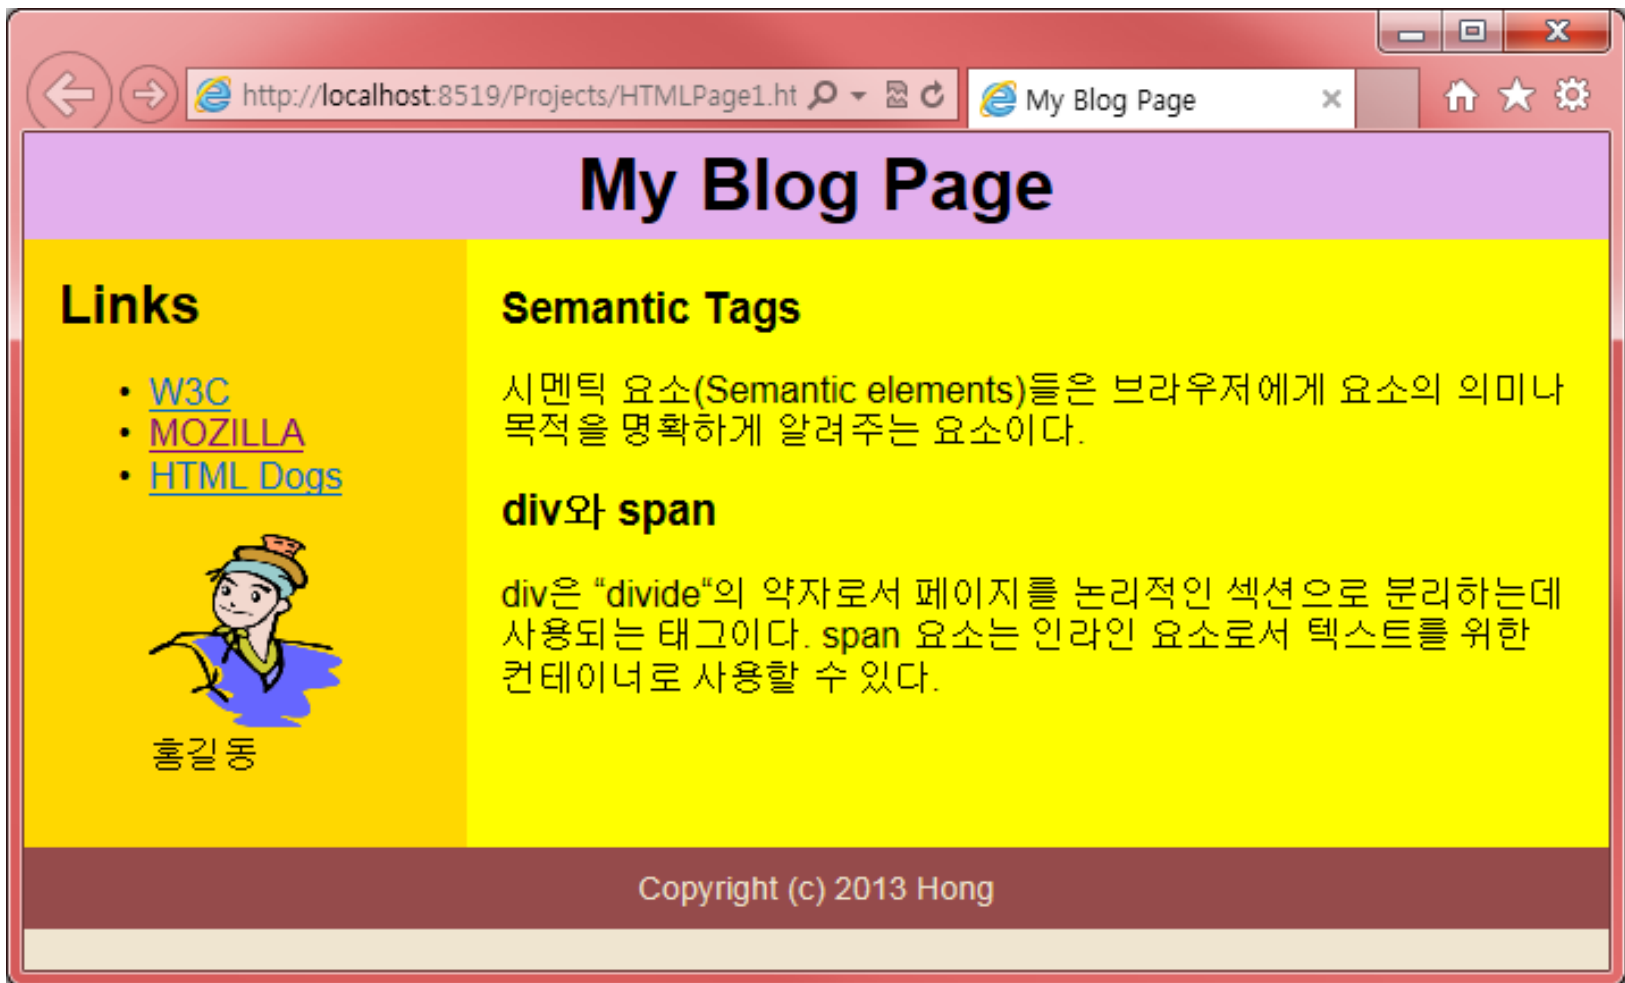 http://localhost:8519/Projects/HTMLPage1.ht
My Blog Page
My Blog Page
Links
• W3C
• MOZILLA
• HTML Dogs
홍길동
Semantic Tags
시멘틱 요소(Semantic elements)들은 브라우저에게 요소의 의미나
목적을 명확하게 알려주는 요소이다.
div와 span
div은 “divide“의 약자로서 페이지를 논리적인 섹션으로 분리하는데
사용되는 태그이다. span 요소는 인라인 요소로서 텍스트를 위한
컨테이너로 사용할 수 있다.
Copyright (c) 2013 Hong